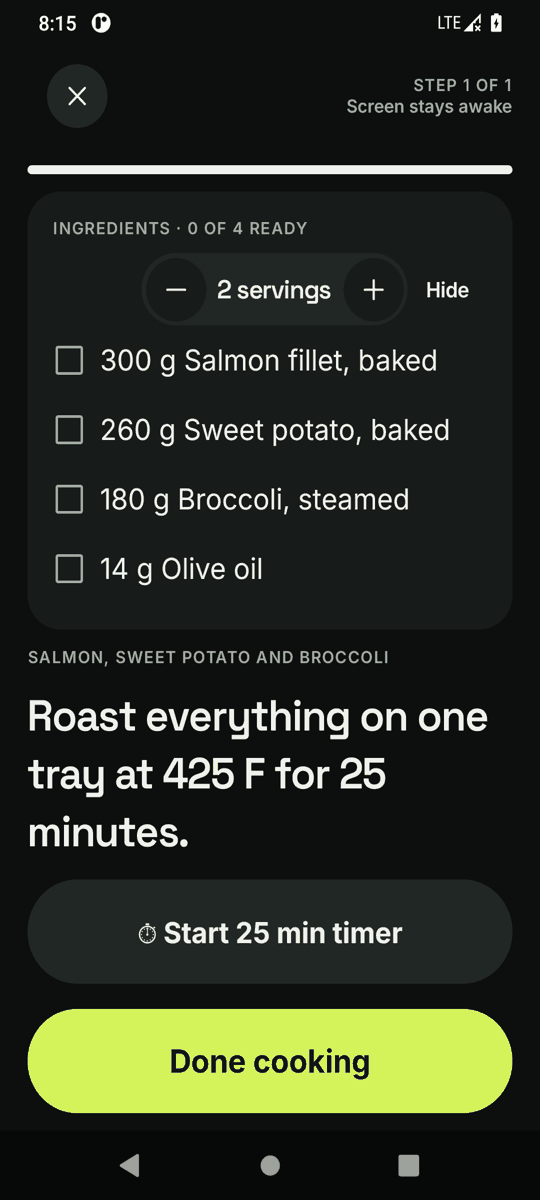 8:15
LTE
STEP 1 OF 1
Screen stays awake
INGREDIENTS · 0 OF 4 READY
2 servings
Hide
300 g Salmon fillet, baked
260 g Sweet potato, baked
180 g Broccoli, steamed
14 g Olive oil
SALMON, SWEET POTATO AND BROCCOLI
Roast everything on one
tray at 425 F for 25
minutes.
⏱ Start 25 min timer
Done cooking